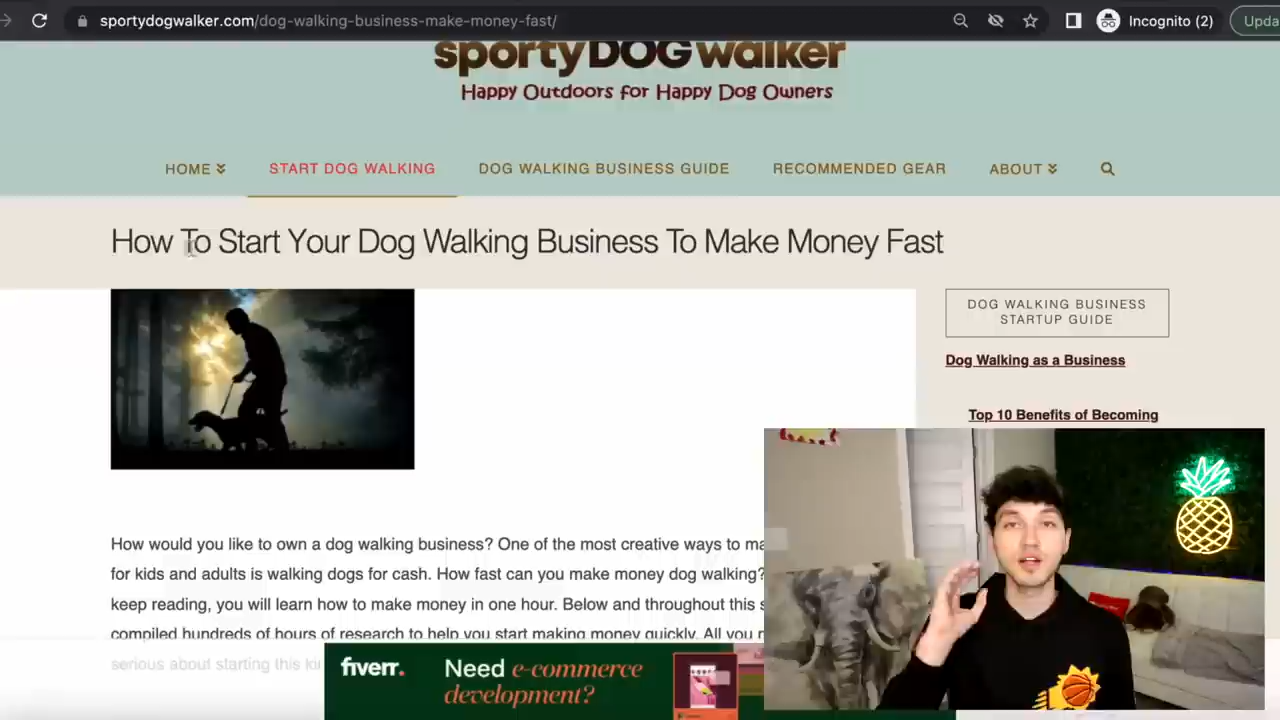 sportydogwalker.com/dog-walking-business-make-money-fast/
Incognito (2)
Upda
sportyDOGwalker
Happy Outdoors for Happy Dog Owners
HOME
START DOG WALKING
DOG WALKING BUSINESS GUIDE
RECOMMENDED GEAR
ABOUT
How To Start Your Dog Walking Business To Make Money Fast
DOG WALKING BUSINESS
STARTUP GUIDE
Dog Walking as a Business
Top 10 Benefits of Becoming
How would you like to own a dog walking business? One of the most creative ways to ma
for kids and adults is walking dogs for cash. How fast can you make money dog walking?
keep reading, you will learn how to make money in one hour. Below and throughout this s
compiled hundreds of hours of research to help you start making money quickly. All you
serious about starting this ki
fiverr.
Need e-commerce
development?